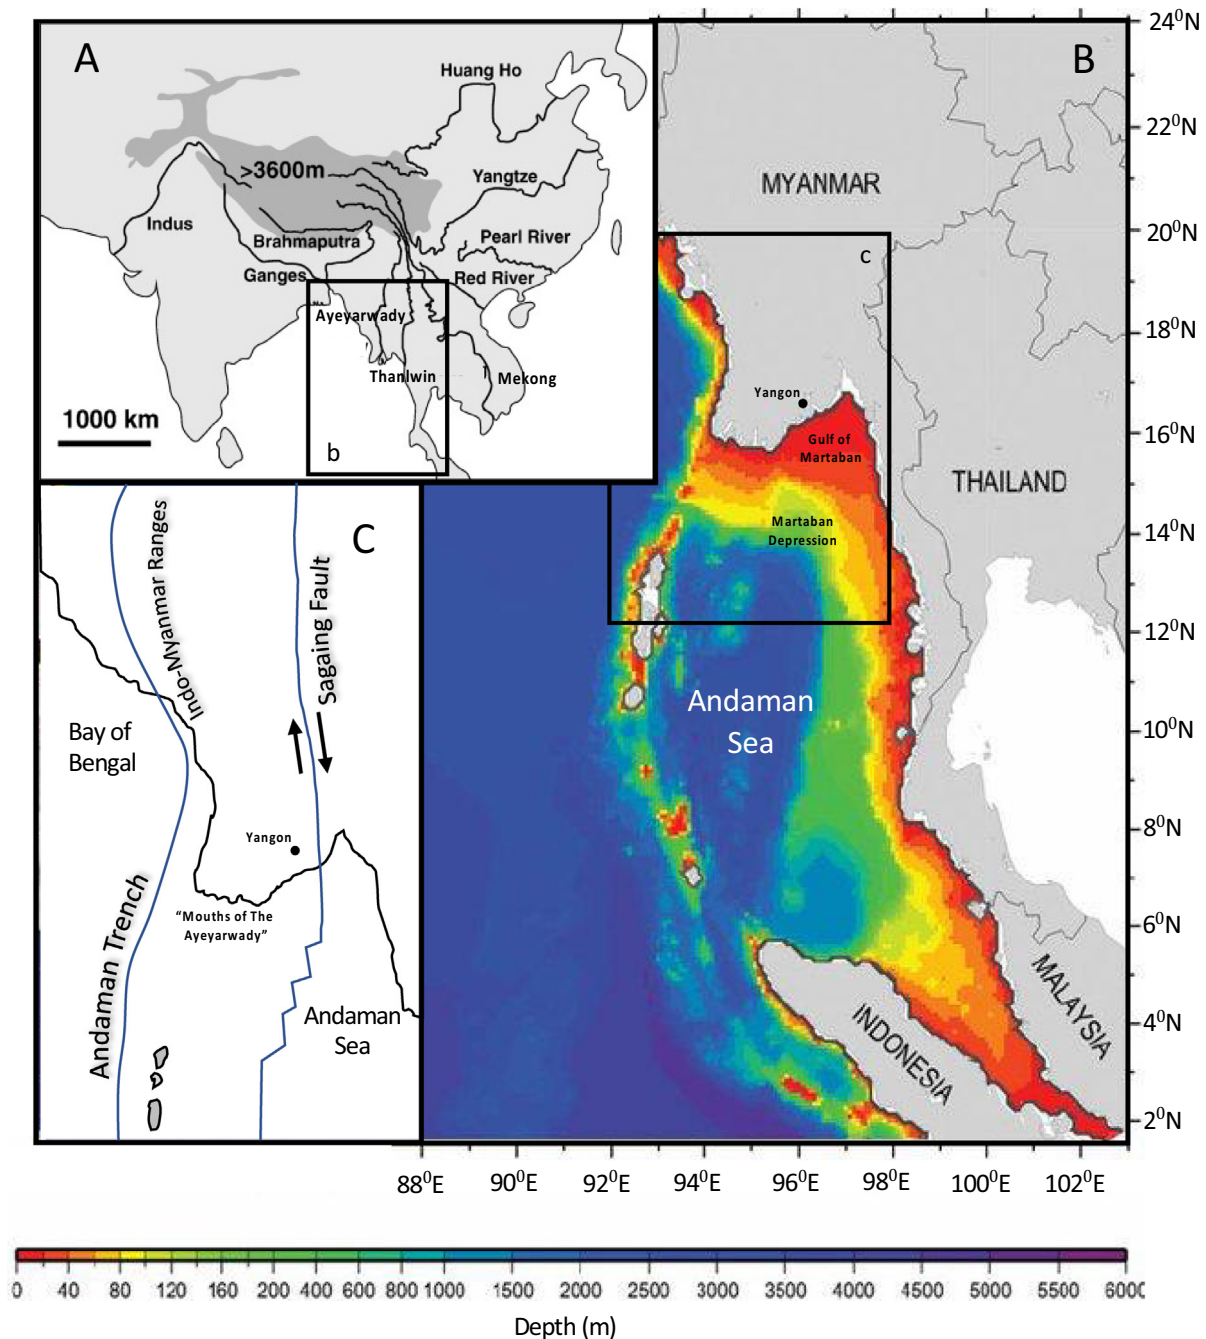 A
Huang Ho
>3600m
Yangtze
Indus
Brahmaputra
Pearl River
Ganges
Red River
Ayeyarwady
Thanlwin
Mekong
1000 km
b
B
MYANMAR
c
Yangon
Gulf of
Martaban
THAILAND
Martaban
Depression
Andaman
Sea
INDONESIA
MALAYSIA
24⁰N
22⁰N
20⁰N
18⁰N
16⁰N
14⁰N
12⁰N
10⁰N
8⁰N
6⁰N
4⁰N
2⁰N
C
Indo-Myanmar Ranges
Sagaing Fault
Bay of
Bengal
Yangon
"Mouths of The
Ayeyarwady"
Andaman Trench
Andaman
Sea
88⁰E 90⁰E 92⁰E 94⁰E 96⁰E 98⁰E 100⁰E 102⁰E
0 40 80 120 160 200 400 600 800 1000 1500 2000 2500 3000 3500 4000 4500 5000 5500 6000
Depth (m)